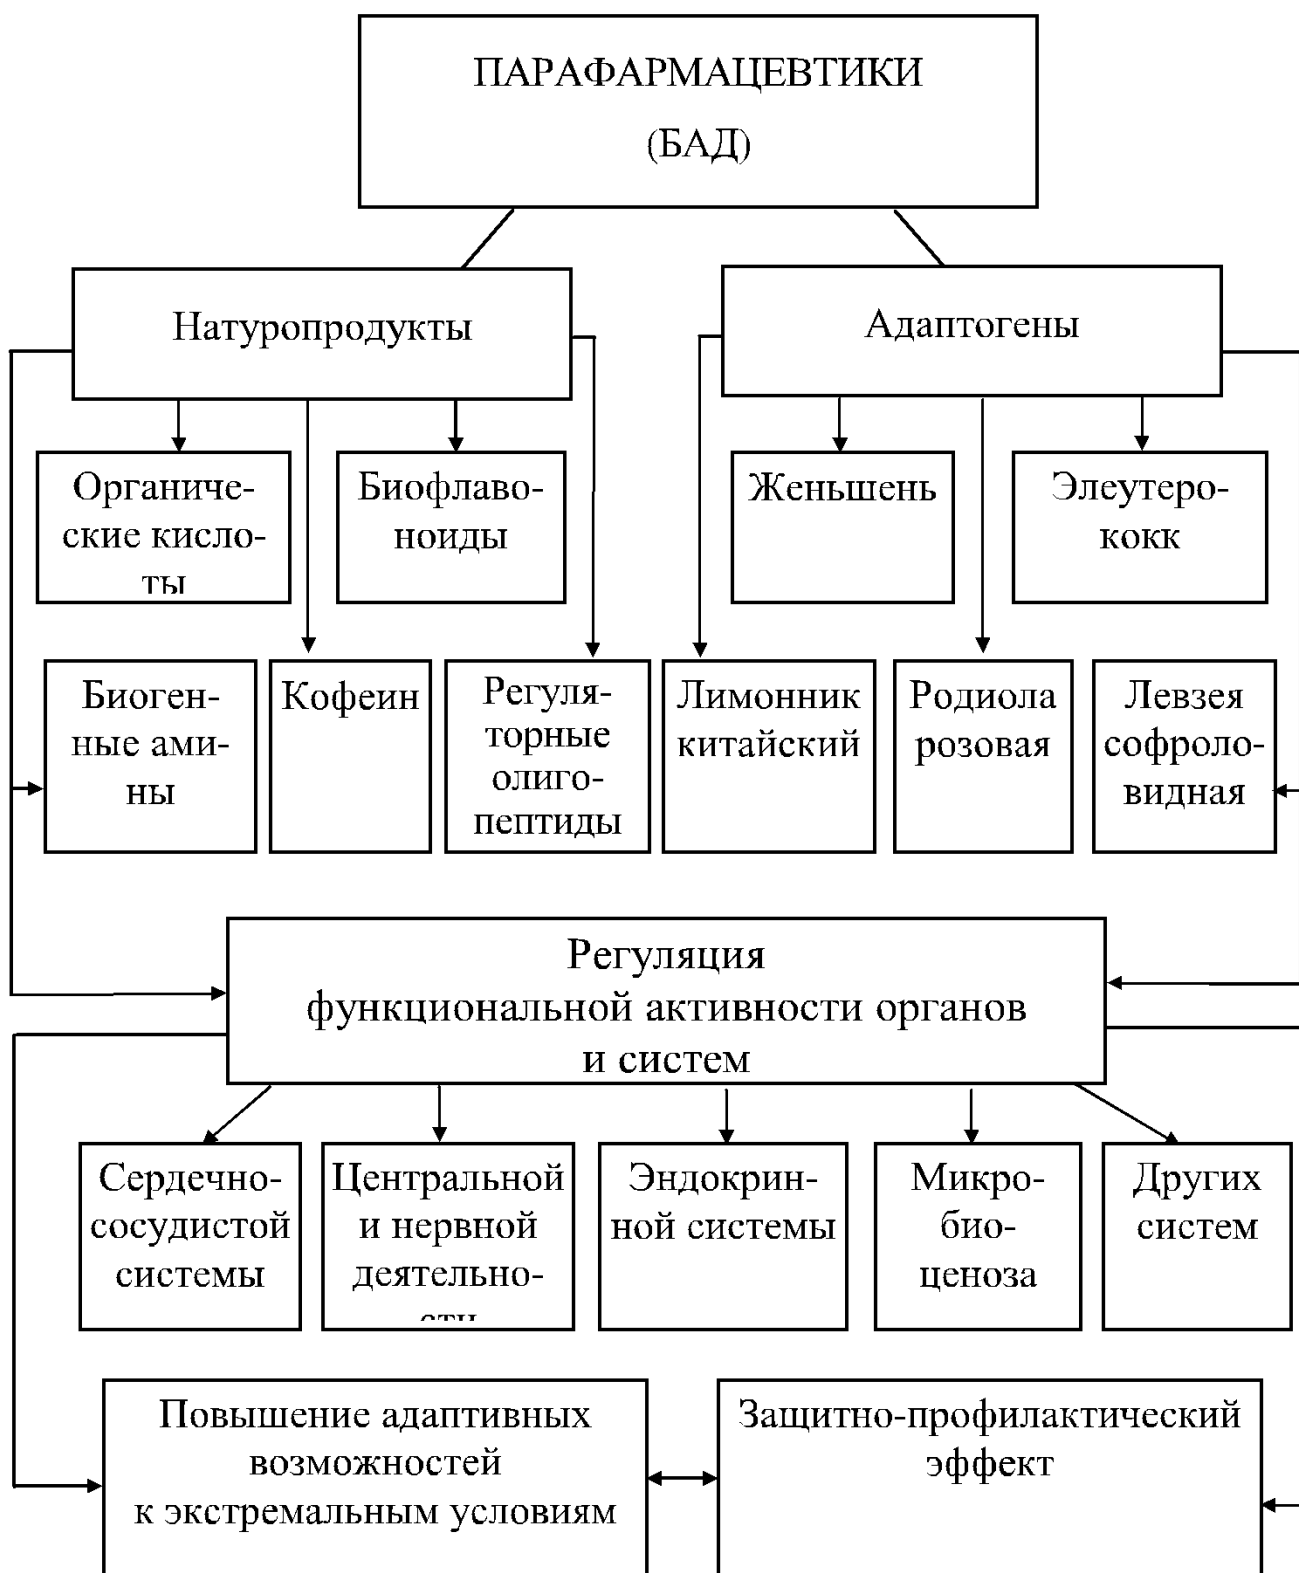 ПАРАФАРМАЦЕВТИКИ
(БАД)
Натуропродукты
Адаптогены
Органиче-
ские кисло-
ты
Биофлаво-
ноиды
Женьшень
Элеутеро-
кокк
Биоген-
ные ами-
ны
Кофеин
Регуля-
торные
олиго-
пептиды
Лимонник
китайский
Родиола
розовая
Левзея
софроло-
видная
Регуляция
функциональной активности органов
и систем
Сердечно-
сосудистой
системы
Центральной
и нервной
деятельно-
сти
Эндокрин-
ной системы
Микро-
био-
ценоза
Других
систем
Повышение адаптивных
возможностей
к экстремальным условиям
Защитно-профилактический
эффект